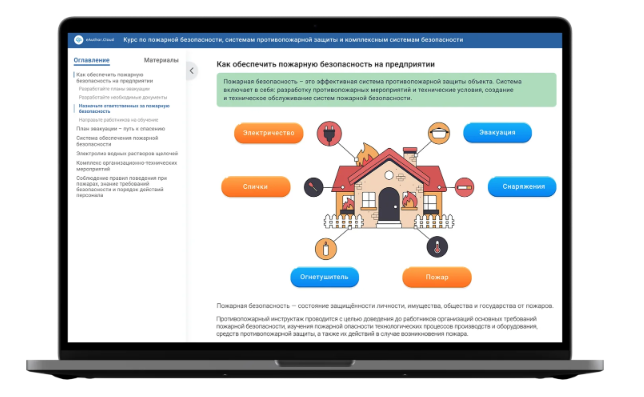 Курс по пожарной безопасности, системам противопожарной защиты и комплексным системам безопасности
Оглавление
Материалы
Как обеспечить пожарную
безопасность на предприятии
Разработайте планы эвакуации
Разработайте необходимые документы
Назначьте ответственных за пожарную
безопасность
Направьте работников на обучение
План эвакуации – путь к спасению
Система обеспечения пожарной
безопасности
Электролиз водных растворов щелочей
Комплекс организационно-технических
мероприятий
Соблюдение правил поведения при
пожарах, знание требований
безопасности и порядок действий
персонала
Как обеспечить пожарную безопасность на предприятии
Пожарная безопасность – это эффективная система противопожарной защиты объекта. Система
включает в себя: разработку противопожарных мероприятий и технические условия, создание
и техническое обслуживание систем пожарной безопасности.
Электричество
Эвакуация
Спички
Снаряжения
Огнетушитель
Пожар
Пожарная безопасность – состояние защищённости личности, имущества, общества и государства от пожаров.
Противопожарный инструктаж проводится с целью доведения до работников организаций основных требований
пожарной безопасности, изучения пожарной опасности технологических процессов производств и оборудования,
средств противопожарной защиты, а также их действий в случае возникновения пожара.